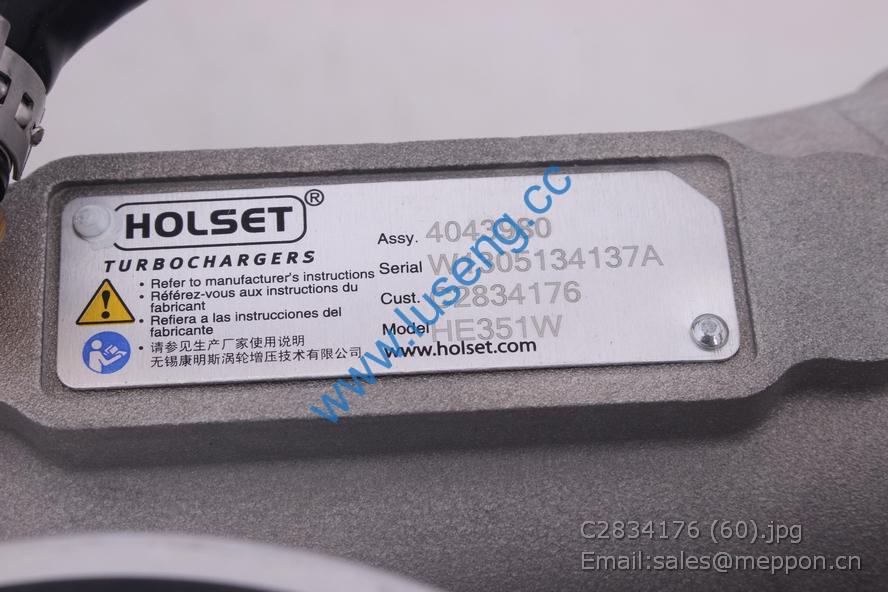 HOLSET®
TURBOCHARGERS
• Refer to manufacturer's instructions
• Référez-vous aux instructions du
fabricant
• Refiera a las instrucciones del
fabricante
• 请参见生产厂家使用说明
无锡康明斯涡轮增压技术有限公司
Assy. 4043980
Serial
Cust. C2834176
Model HE351W
www.holset.com
www.luseng.cc
C2834176 (60).jpg
Email:sales@meppon.cn